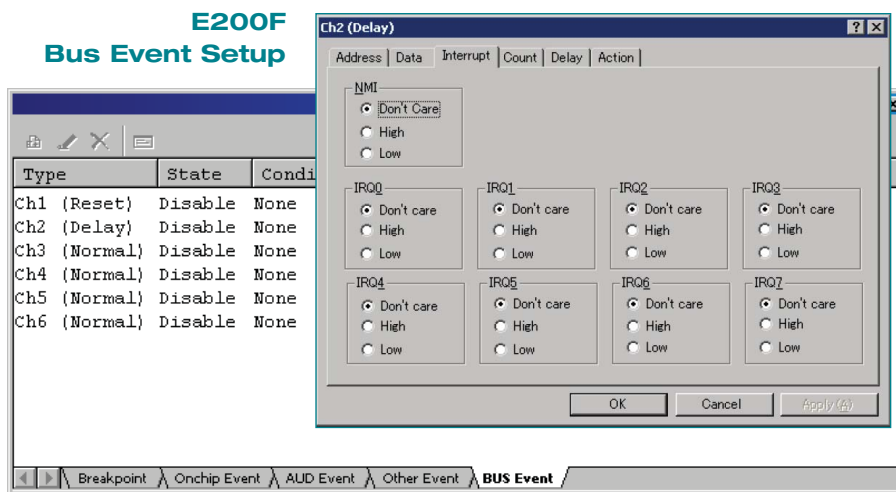 E200F
Bus Event Setup
Ch2 (Delay)
Address Data Interrupt Count Delay Action
NMI
Don't Care
High
Low
IRQ0 IRQ1 IRQ2 IRQ3
Don't care Don't care Don't care Don't care
High High High High
Low Low Low Low
IRQ4 IRQ5 IRQ6 IRQ7
Don't care Don't care Don't care Don't care
High High High High
Low Low Low Low
OK Cancel Apply(A)
Type State Condi
Ch1 (Reset) Disable None
Ch2 (Delay) Disable None
Ch3 (Normal) Disable None
Ch4 (Normal) Disable None
Ch5 (Normal) Disable None
Ch6 (Normal) Disable None
Breakpoint Onchip Event AUD Event Other Event BUS Event